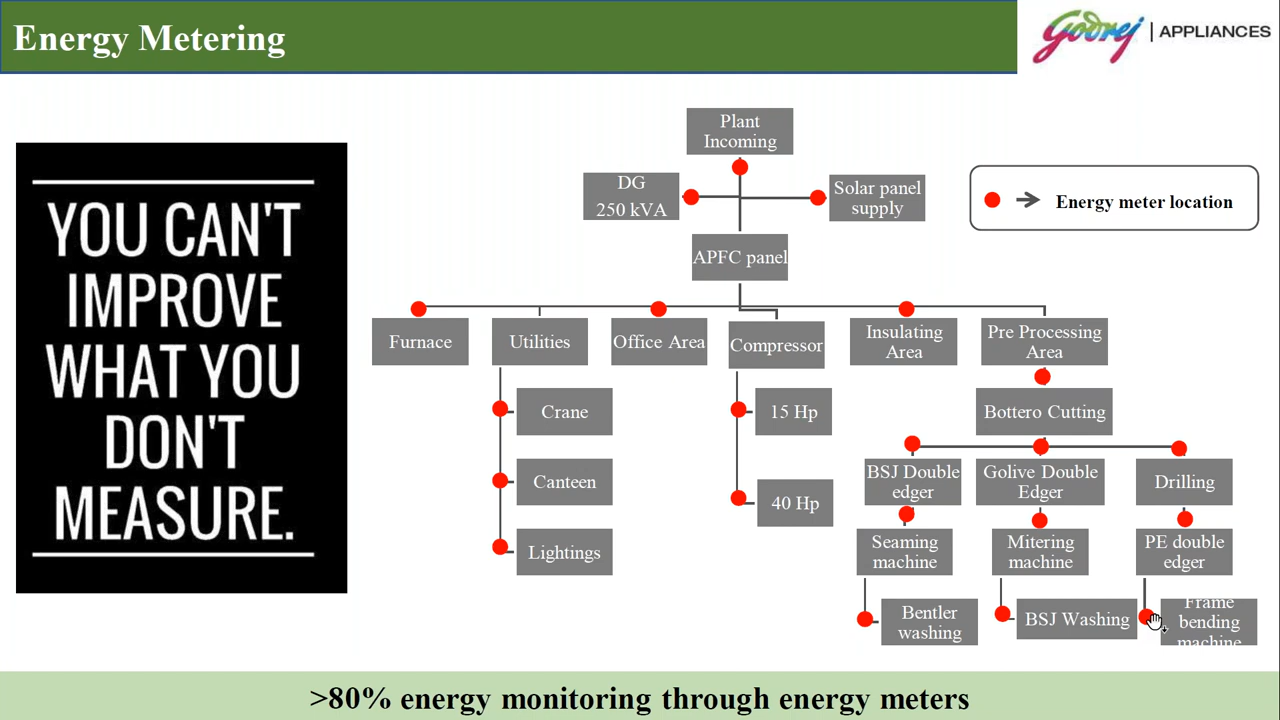 Energy Metering
Godrej | APPLIANCES
YOU CAN'T
IMPROVE
WHAT YOU
DON'T
MEASURE.
Plant
Incoming
DG
250 kVA
Solar panel
supply
Energy meter location
APFC panel
Furnace
Utilities
Office Area
Compressor
Insulating
Area
Pre Processing
Area
Crane
15 Hp
Bottero Cutting
Canteen
40 Hp
BSJ Double
edger
Golive Double
Edger
Drilling
Lightings
Seaming
machine
Mitering
machine
PE double
edger
Bentler
washing
BSJ Washing
Frame
bending
machine
>80% energy monitoring through energy meters